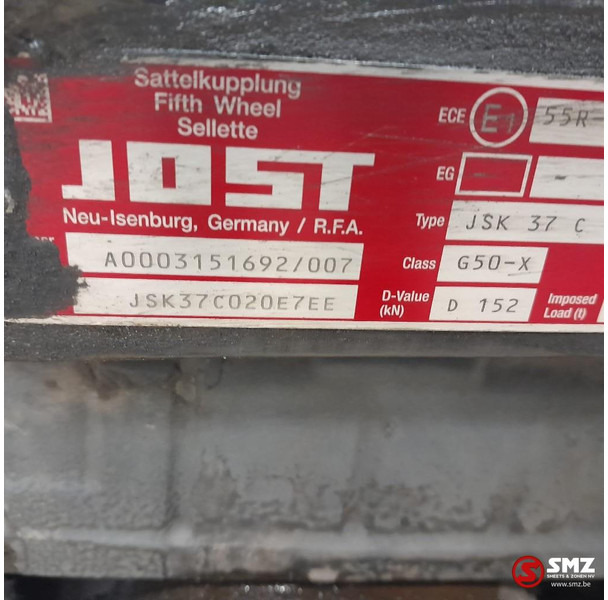 Sattelkupplung
Fifth Wheel
Sellette
JOST
Neu-Isenburg, Germany / R.F.A.
A0003151692/007
JSK37C020E7EE
ECE E1 55R-
EG -
Type JSK 37 C
Class G50-X
D-Value (kN) D 152
Imposed Load (t)
SMZ
SMEETS & ZONEN NV
www.smz.be